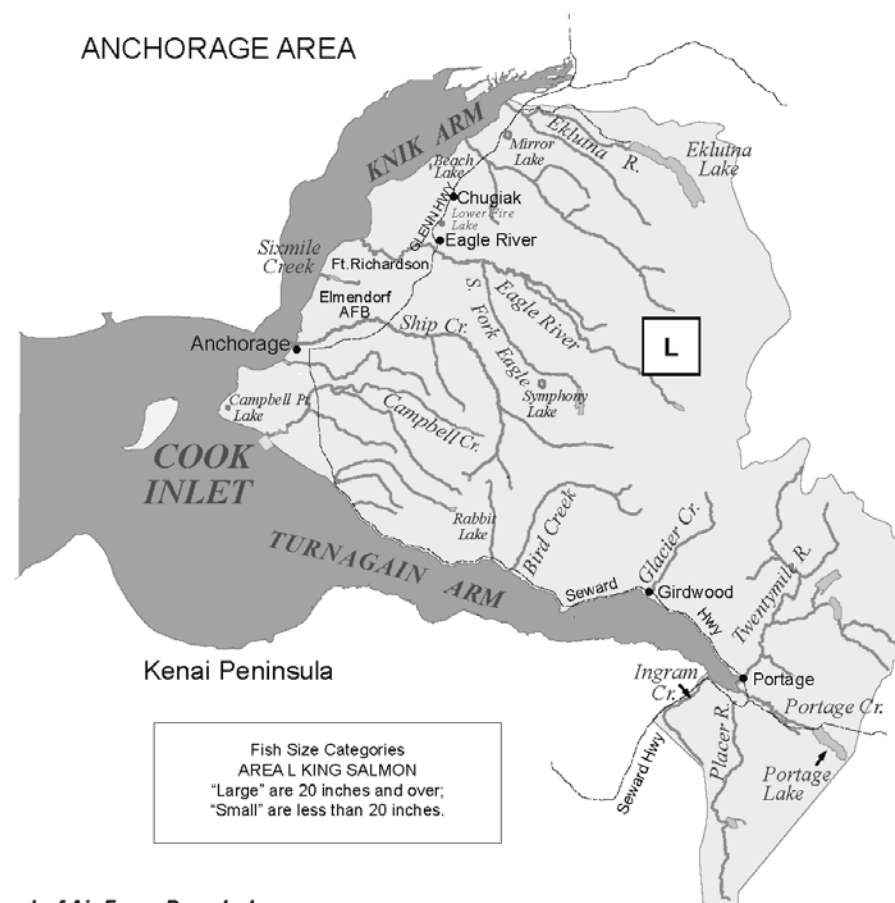 ANCHORAGE AREA
KNIK ARM
Eklutna
R.
Eklutna
Lake
Mirror
Lake
Beach
Lake
Chugiak
GLENN HWY
Lower Fire
Lake
Eagle River
Sixmile
Creek
Ft.Richardson
Elmendorf
AFB
Ship Cr.
S. Fork Eagle
Eagle River
L
Anchorage
Symphony
Lake
Campbell Pt.
Lake
Campbell Cr.
COOK
INLET
Rabbit
Lake
Bird Creek
Glacier Cr.
Twentymile R.
TURNAGAIN ARM
Seward
Girdwood
Hwy
Kenai Peninsula
Ingram
Cr.
Portage
Portage Cr.
Placer R.
Seward Hwy
Portage
Lake
Fish Size Categories
AREA L KING SALMON
"Large" are 20 inches and over;
"Small" are less than 20 inches.